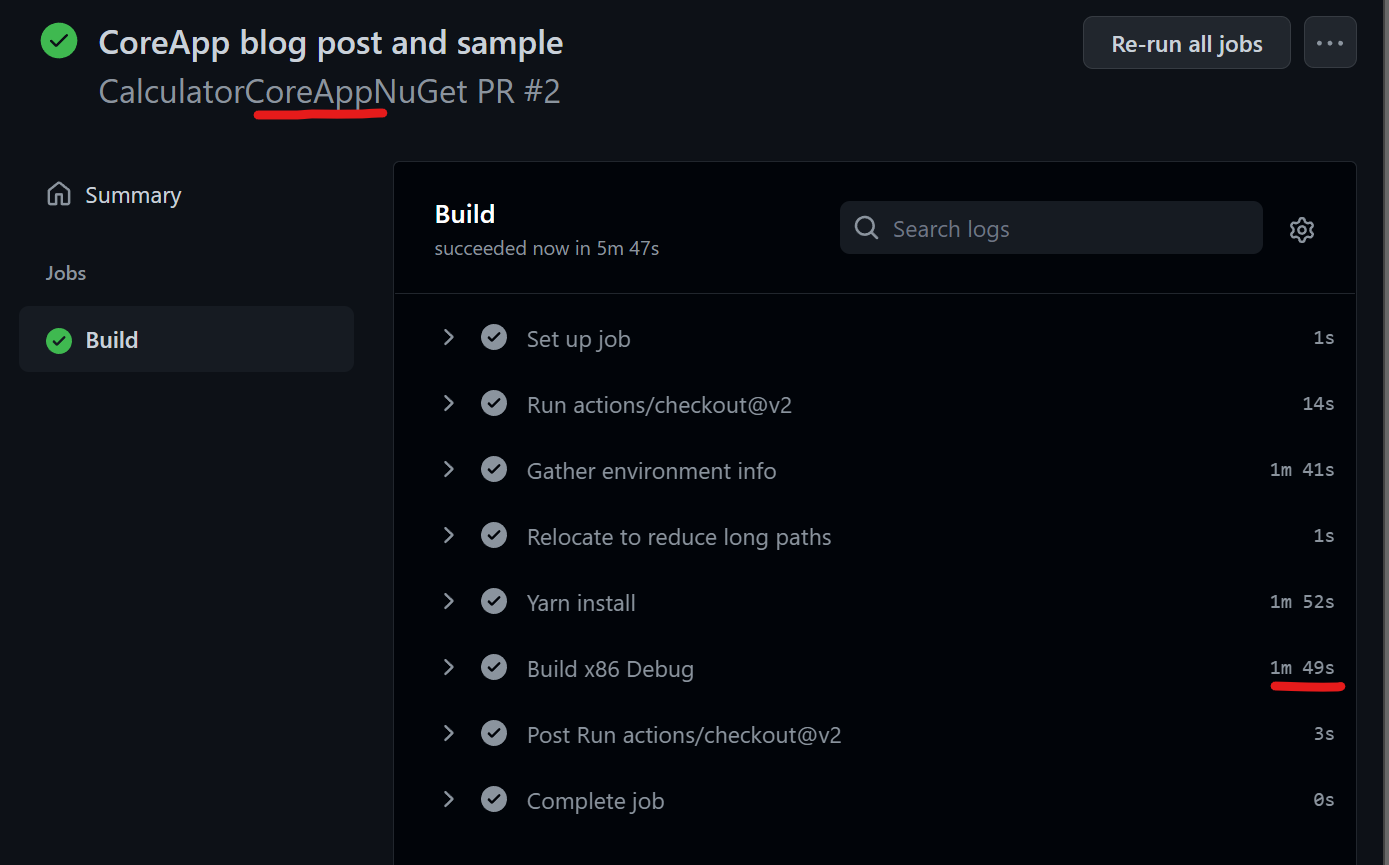 CoreApp blog post and sample
CalculatorCoreAppNuGet PR #2
Re-run all jobs
Summary
Jobs
Build
Build
succeeded now in 5m 47s
Search logs
Set up job 1s
Run actions/checkout@v2 14s
Gather environment info 1m 41s
Relocate to reduce long paths 1s
Yarn install 1m 52s
Build x86 Debug 1m 49s
Post Run actions/checkout@v2 3s
Complete job 0s